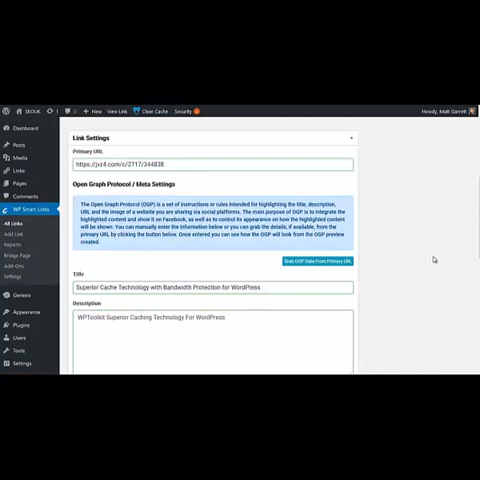 SEOUK 1 New View Link Clear Cache Security Howdy, Matt Garrett
Dashboard
Posts
Media
Links
Pages
Comments
WP Smart Links
All Links
Add Link
Reports
Bridge Page
Add Ons
Settings
Genesis
Appearance
Plugins
Users
Tools
Settings
Link Settings
Primary URL
https://jvz4.com/c/2717/344838
Open Graph Protocol / Meta Settings
The Open Graph Protocol (OGP) is a set of instructions or rules intended for highlighting the title, description,
URL and the image of a website you are sharing via social platforms. The main purpose of OGP is to integrate the
highlighted content and show it on Facebook, as well as to control its appearance on how the highlighted content
will be shown. You can manually enter the information below or you can grab the details, if available, from the
primary URL by clicking the button below. Once entered you can see how the OGP will look from the OGP preview
created.
Grab OGP Data From Primary URL
Title
Superior Cache Technology with Bandwidth Protection for WordPress
Description
WPToolkit Superior Caching Technology For WordPress